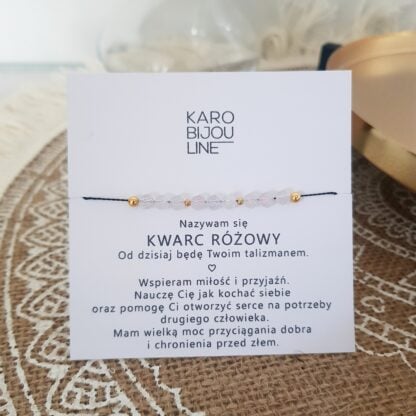 KARO
BIJOU
LINE
Nazywam się
KWARC RÓŻOWY
Od dzisiaj będę Twoim talizmanem.
♡
Wspieram miłość i przyjaźń.
Nauczę Cię jak kochać siebie
oraz pomogę Ci otworzyć serce na potrzeby
drugiego człowieka.
Mam wielką moc przyciągania dobra
i chronienia przed złem.